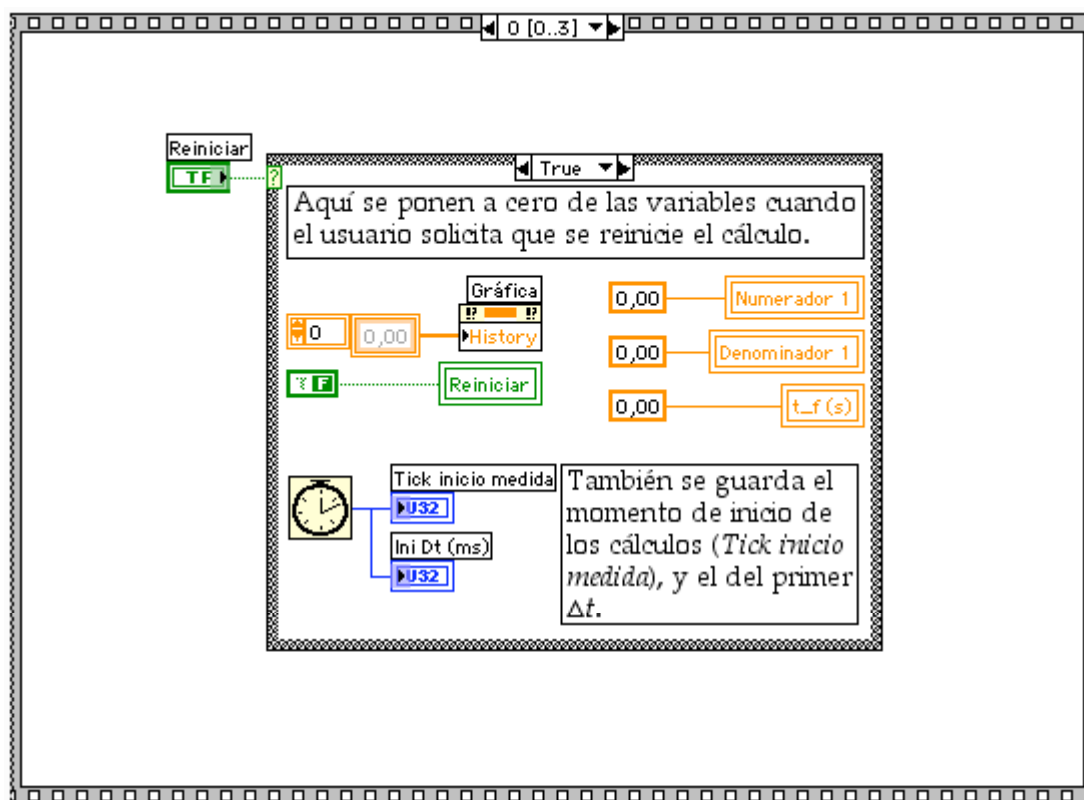 0 [0..3]
Reiniciar
TF
?
True
Aquí se ponen a cero de las variables cuando
el usuario solicita que se reinicie el cálculo.
Gráfica
!? !?
0
0,00
History
0,00
Numerador 1
0,00
Denominador 1
F
Reiniciar
0,00
t_f (s)
Tick inicio medida
U32
Ini Dt (ms)
U32
También se guarda el
momento de inicio de
los cálculos (Tick inicio
medida), y el del primer
Δt.